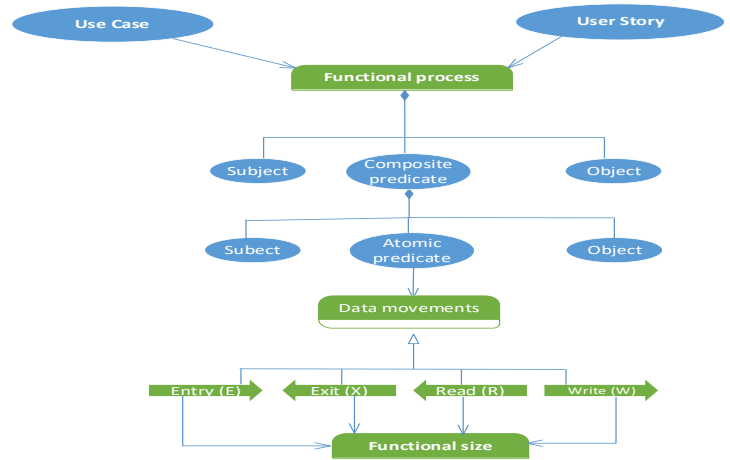 Use Case
User Story
Functional process
Subject
Composite
predicate
Object
Subect
Atomic
predicate
Object
Data movements
Entry (E)
Exit (X)
Read (R)
Write (W)
Functional size